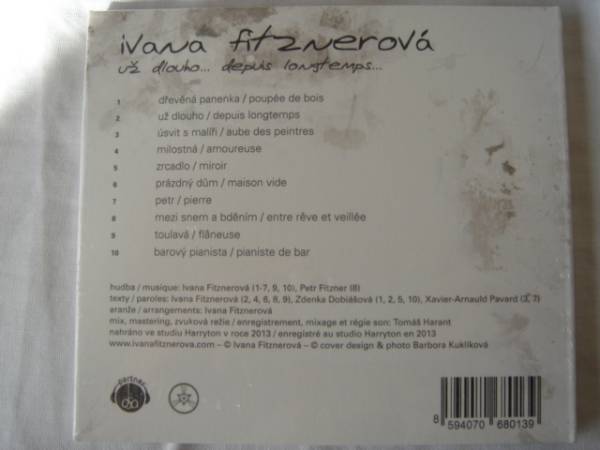 ivana fitznerová
už dlouho... depuis longtemps...
1 dřevěná panenka / poupée de bois
2 už dlouho / depuis longtemps
3 úsvit s malíři / aube des peintres
4 milostná / amoureuse
5 zrcadlo / miroir
6 prázdný dům / maison vide
7 petr / pierre
8 mezi snem a bděním / entre rêve et veillée
9 toulavá / flâneuse
10 barový pianista / pianiste de bar
hudba / musique: Ivana Fitznerová (1-7, 9, 10), Petr Fitzner (8)
texty / paroles: Ivana Fitznerová (2, 4, 6, 8, 9), Zdenka Dobiášová (1, 2, 5, 10), Xavier-Arnauld Pavard (3, 7)
aranže / arrangements: Ivana Fitznerová
mix, mastering, zvuková režie / enregistrement, mixage et régie son: Tomáš Harant
nahráno ve studiu Harryton v roce 2013 / enregistré au studio Harryton en 2013
www.ivanafitznerova.com – © Ivana Fitznerová – © cover design & photo Barbora Kuklíková
partner
8 594070 680139